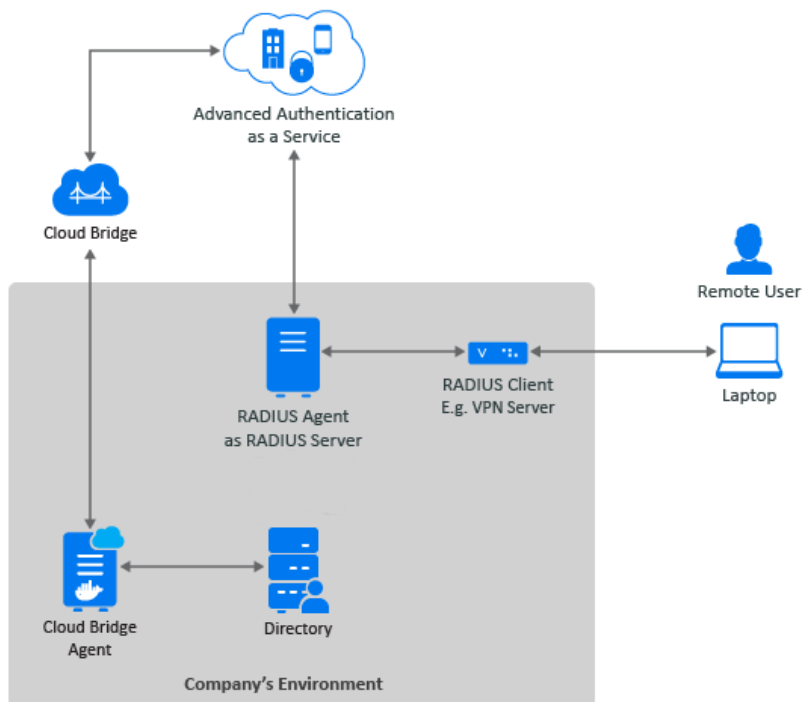 Advanced Authentication
as a Service
Cloud Bridge
Remote User
RADIUS Agent
as RADIUS Server
V
RADIUS Client
E.g. VPN Server
Laptop
Cloud Bridge
Agent
Directory
Company's Environment